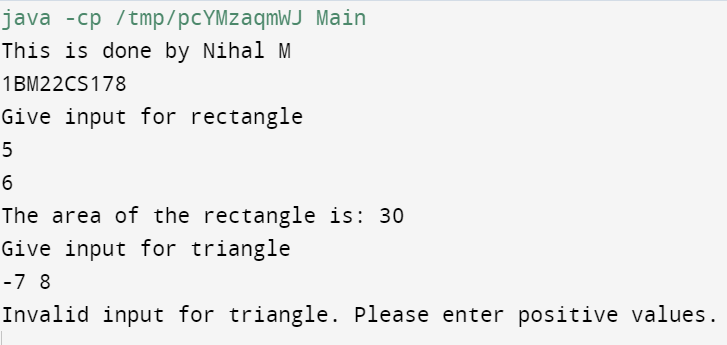 java -cp /tmp/pcYMzaqmWJ Main
This is done by Nihal M
1BM22CS178
Give input for rectangle
5
6
The area of the rectangle is: 30
Give input for triangle
-7 8
Invalid input for triangle. Please enter positive values.